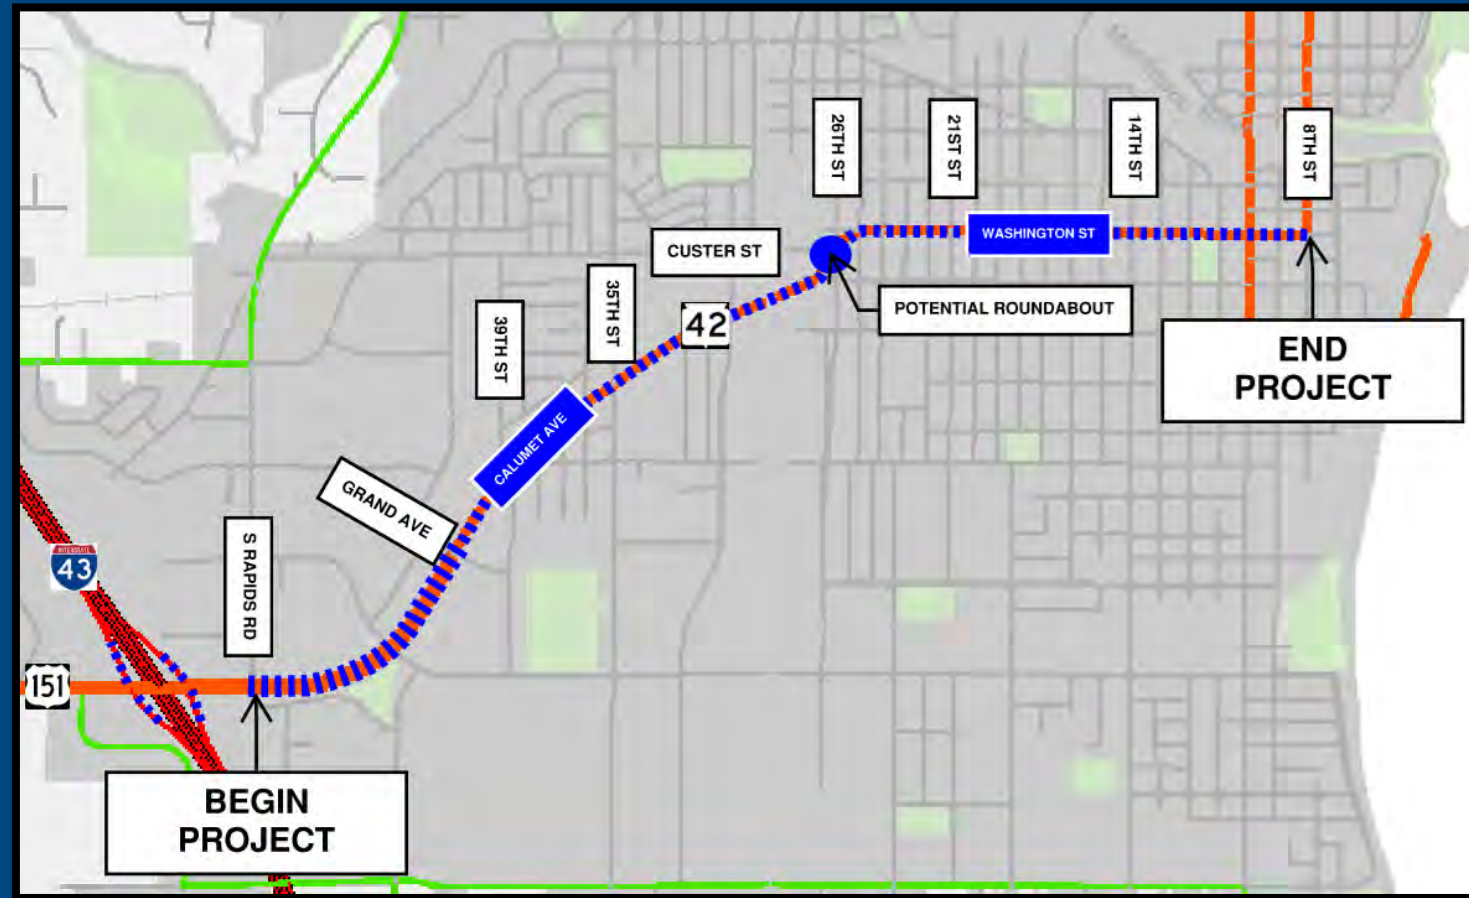 26TH ST
21ST ST
14TH ST
8TH ST
WASHINGTON ST
CUSTER ST
35TH ST
39TH ST
42
POTENTIAL ROUNDABOUT
END
PROJECT
CALUMET AVE
GRAND AVE
S RAPIDS RD
INTERSTATE
43
151
BEGIN
PROJECT